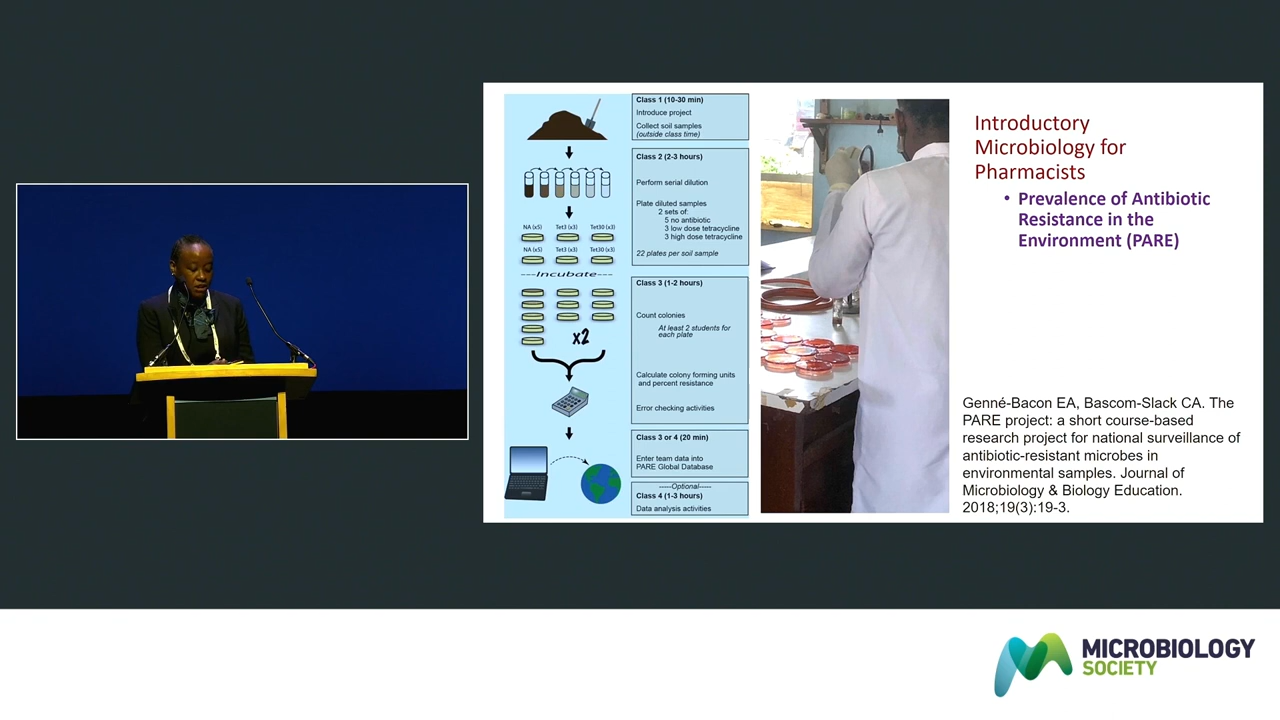 Class 1 (10-30 min)
Introduce project
Collect soil samples
(outside class time)
Class 2 (2-3 hours)
Perform serial dilution
Plate diluted samples
2 sets of:
5 no antibiotic
3 low dose tetracycline
3 high dose tetracycline
22 plates per soil sample
NA (x5) Tet3 (x3) Tet30 (x3)
NA (x5) Tet3 (x3) Tet30 (x3)
---Incubate---
Class 3 (1-2 hours)
Count colonies
At least 2 students for
each plate
x2
Calculate colony forming units
and percent resistance
Error checking activities
Class 3 or 4 (20 min)
Enter team data into
PARE Global Database
-----Optional-----
Class 4 (1-3 hours)
Data analysis activities
Introductory
Microbiology for
Pharmacists
• Prevalence of Antibiotic
Resistance in the
Environment (PARE)
Genné-Bacon EA, Bascom-Slack CA. The
PARE project: a short course-based
research project for national surveillance of
antibiotic-resistant microbes in
environmental samples. Journal of
Microbiology & Biology Education.
2018;19(3):19-3.
MICROBIOLOGY
SOCIETY